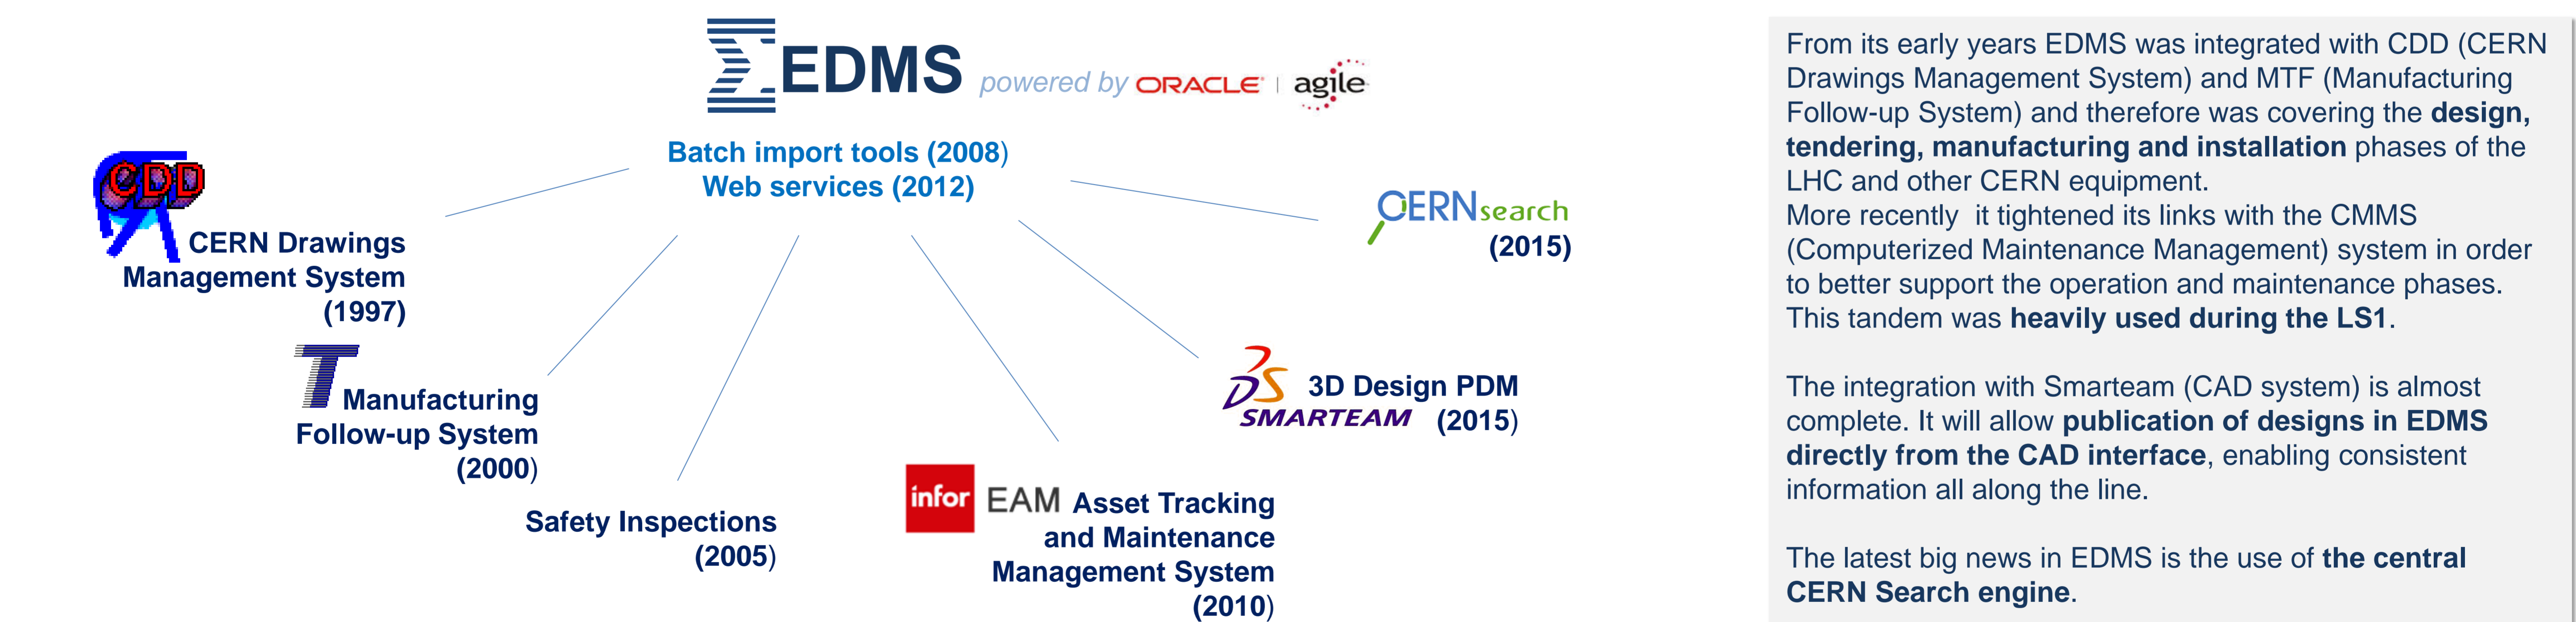 EDMS powered by ORACLE | agile
Batch import tools (2008)
Web services (2012)
CDD
CERN Drawings
Management System
(1997)
T Manufacturing
Follow-up System
(2000)
Safety Inspections
(2005)
infor EAM Asset Tracking
and Maintenance
Management System
(2010)
3D Design PDM
SMARTEAM (2015)
CERNsearch
(2015)
From its early years EDMS was integrated with CDD (CERN
Drawings Management System) and MTF (Manufacturing
Follow-up System) and therefore was covering the design,
tendering, manufacturing and installation phases of the
LHC and other CERN equipment.
More recently it tightened its links with the CMMS
(Computerized Maintenance Management) system in order
to better support the operation and maintenance phases.
This tandem was heavily used during the LS1.
The integration with Smarteam (CAD system) is almost
complete. It will allow publication of designs in EDMS
directly from the CAD interface, enabling consistent
information all along the line.
The latest big news in EDMS is the use of the central
CERN Search engine.